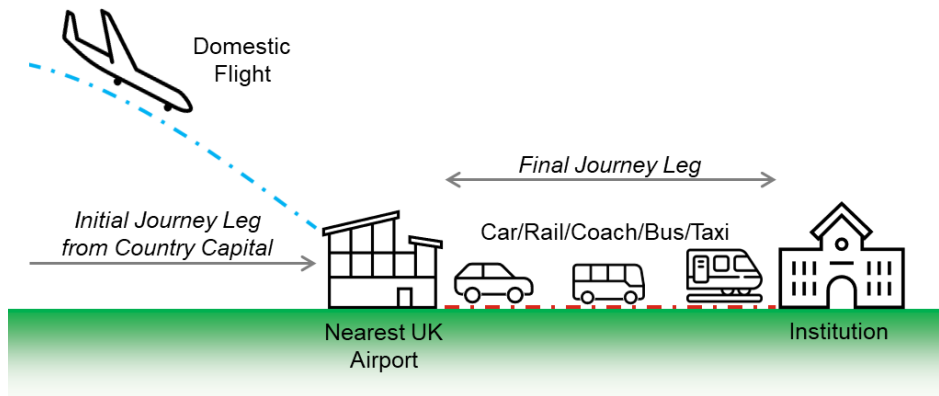 Domestic
Flight
Final Journey Leg
Initial Journey Leg
from Country Capital
Car/Rail/Coach/Bus/Taxi
Nearest UK
Airport
Institution